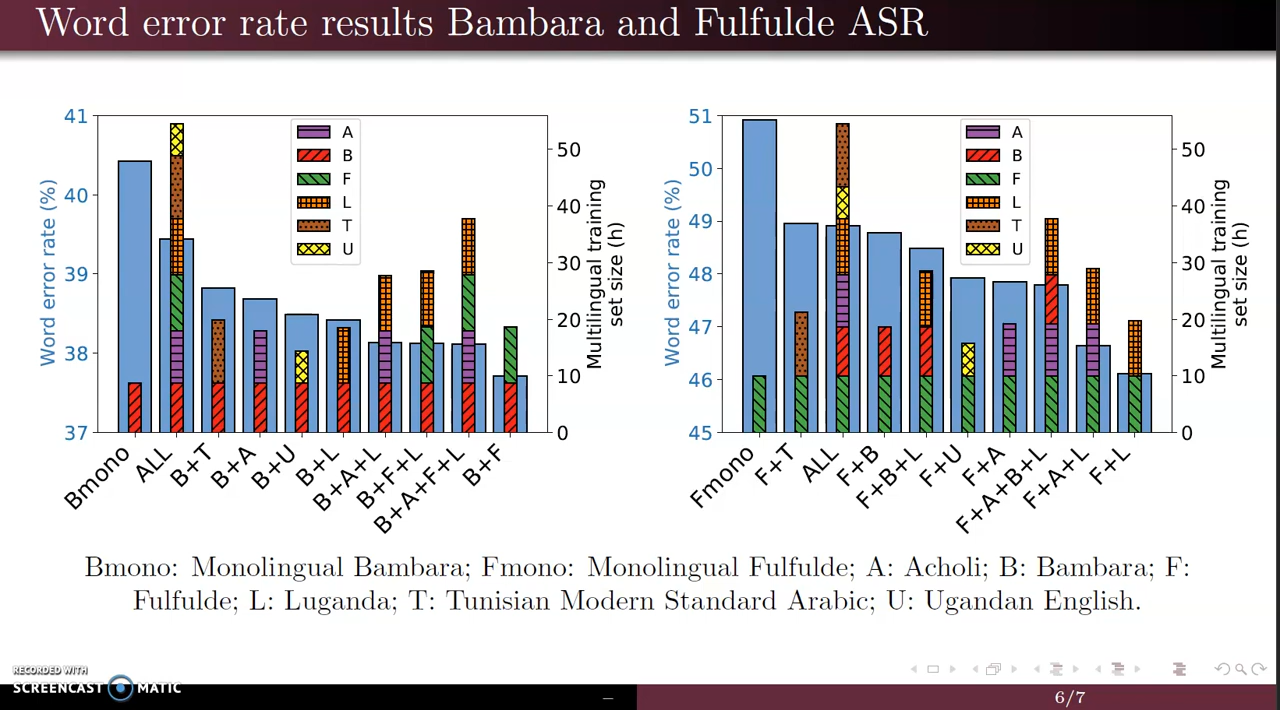 Word error rate results Bambara and Fulfulde ASR
Word error rate (%)
41
40
39
38
37
A
B
F
L
T
U
50
40
30
20
10
0
Multilingual training
set size (h)
Bmono
ALL
B+T
B+A
B+U
B+L
B+A+L
B+F+L
B+A+F+L
B+F
Word error rate (%)
51
50
49
48
47
46
45
A
B
F
L
T
U
50
40
30
20
10
0
Multilingual training
set size (h)
Fmono
F+T
ALL
F+B
F+B+L
F+U
F+A
F+A+B+L
F+A+L
F+L
Bmono: Monolingual Bambara; Fmono: Monolingual Fulfulde; A: Acholi; B: Bambara; F:
Fulfulde; L: Luganda; T: Tunisian Modern Standard Arabic; U: Ugandan English.
RECORDED WITH
SCREENCAST MATIC
6/7